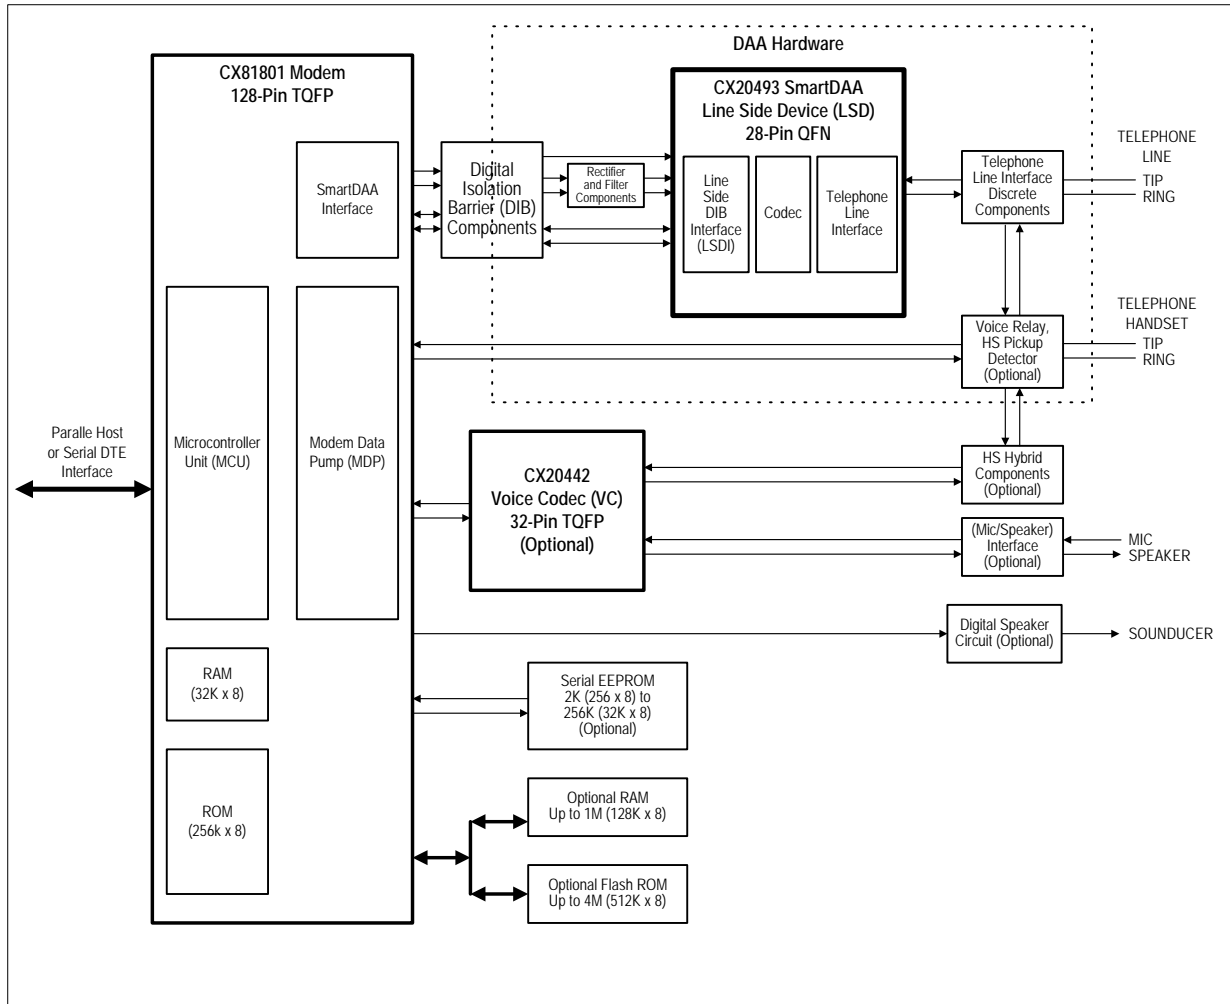 DAA Hardware
CX81801 Modem
128-Pin TQFP
CX20493 SmartDAA
Line Side Device (LSD)
28-Pin QFN
SmartDAA
Interface
Digital
Isolation
Barrier (DIB)
Components
Rectifier
and Filter
Components
Line
Side
DIB
Interface
(LSDI)
Codec
Telephone
Line
Interface
Telephone
Line Interface
Discrete
Components
TELEPHONE
LINE
TIP
RING
Voice Relay,
HS Pickup
Detector
(Optional)
TELEPHONE
HANDSET
TIP
RING
Paralle Host
or Serial DTE
Interface
Microcontroller
Unit (MCU)
Modem Data
Pump (MDP)
CX20442
Voice Codec (VC)
32-Pin TQFP
(Optional)
HS Hybrid
Components
(Optional)
(Mic/Speaker)
Interface
(Optional)
MIC
SPEAKER
Digital Speaker
Circuit (Optional)
SOUNDUCER
RAM
(32K x 8)
Serial EEPROM
2K (256 x 8) to
256K (32K x 8)
(Optional)
ROM
(256k x 8)
Optional RAM
Up to 1M (128K x 8)
Optional Flash ROM
Up to 4M (512K x 8)